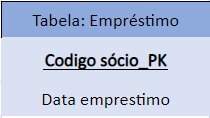 Tabela: Empréstimo
Codigo sócio_PK
Data emprestimo